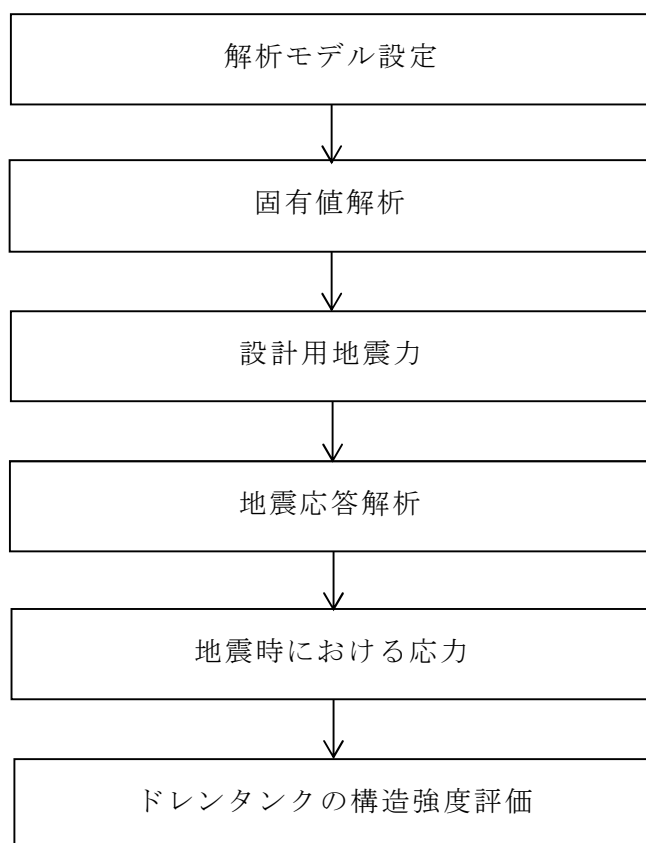 解析モデル設定
固有値解析
設計用地震力
地震応答解析
地震時における応力
ドレンタンクの構造強度評価